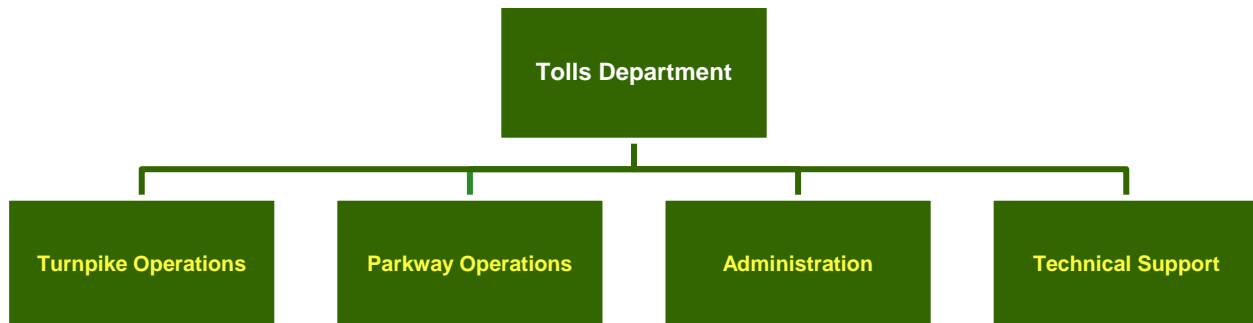 Tolls Department
Turnpike Operations
Parkway Operations
Administration
Technical Support